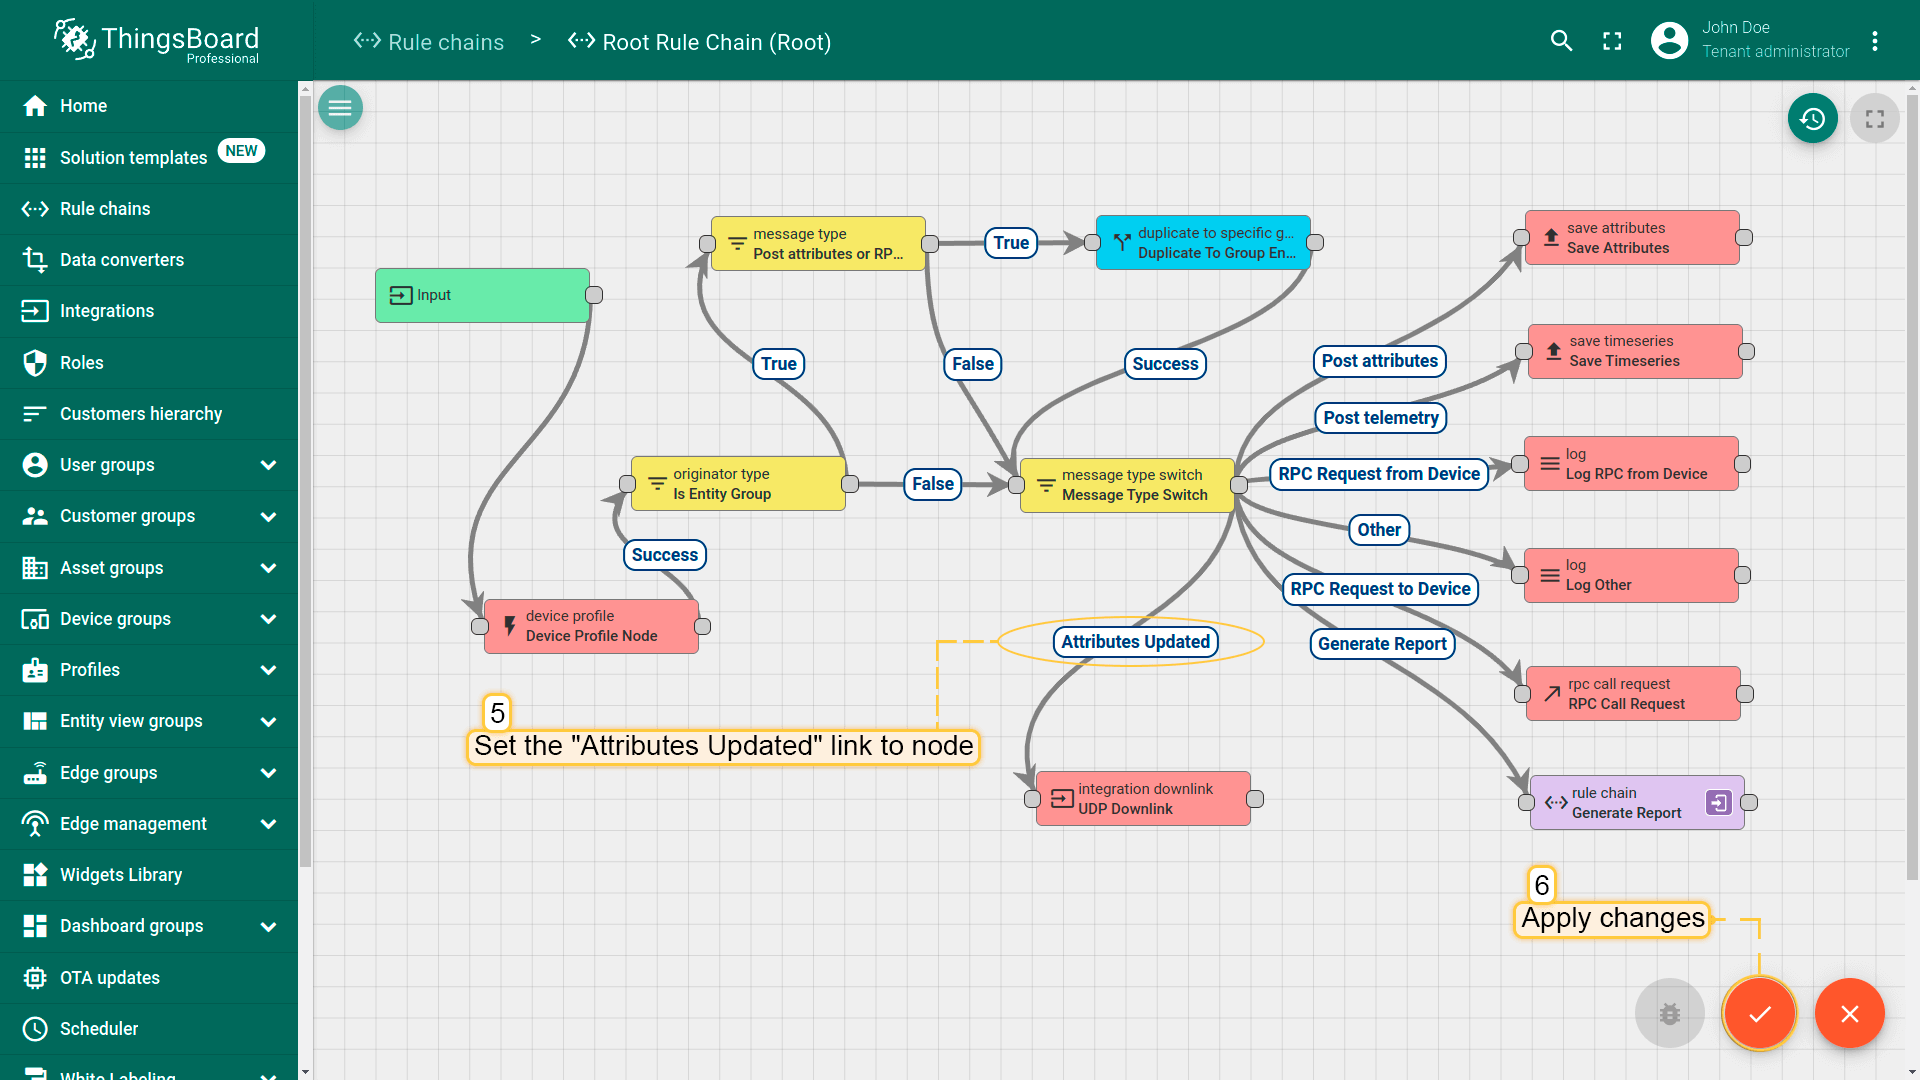 ThingsBoard
Professional
Rule chains > Root Rule Chain (Root)
John Doe
Tenant administrator
Home
Solution templates NEW
Rule chains
Data converters
Integrations
Roles
Customers hierarchy
User groups
Customer groups
Asset groups
Device groups
Profiles
Entity view groups
Edge groups
Edge management
Widgets Library
Dashboard groups
OTA updates
Scheduler
White Labeling
Input
message type
Post attributes or RP...
True
duplicate to specific g...
Duplicate To Group En...
save attributes
Save Attributes
save timeseries
Save Timeseries
True
False
Success
Post attributes
Post telemetry
originator type
Is Entity Group
False
message type switch
Message Type Switch
RPC Request from Device
log
Log RPC from Device
Success
Other
log
Log Other
device profile
Device Profile Node
RPC Request to Device
Attributes Updated
Generate Report
rpc call request
RPC Call Request
5
Set the "Attributes Updated" link to node
integration downlink
UDP Downlink
rule chain
Generate Report
6
Apply changes